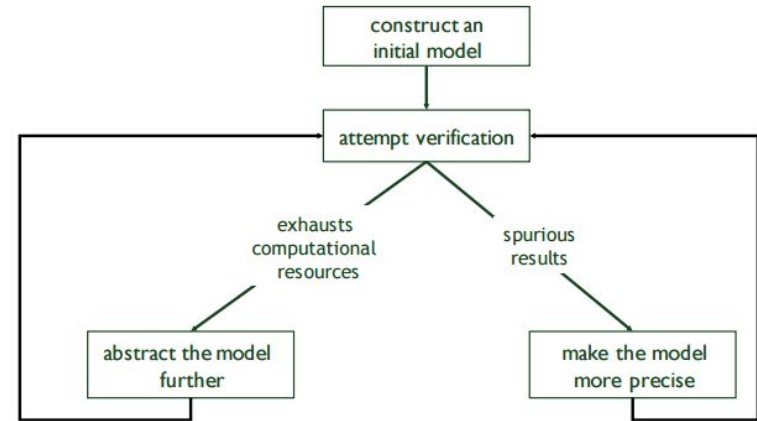 construct an
initial model
attempt verification
exhausts
computational
resources
spurious
results
abstract the model
further
make the model
more precise